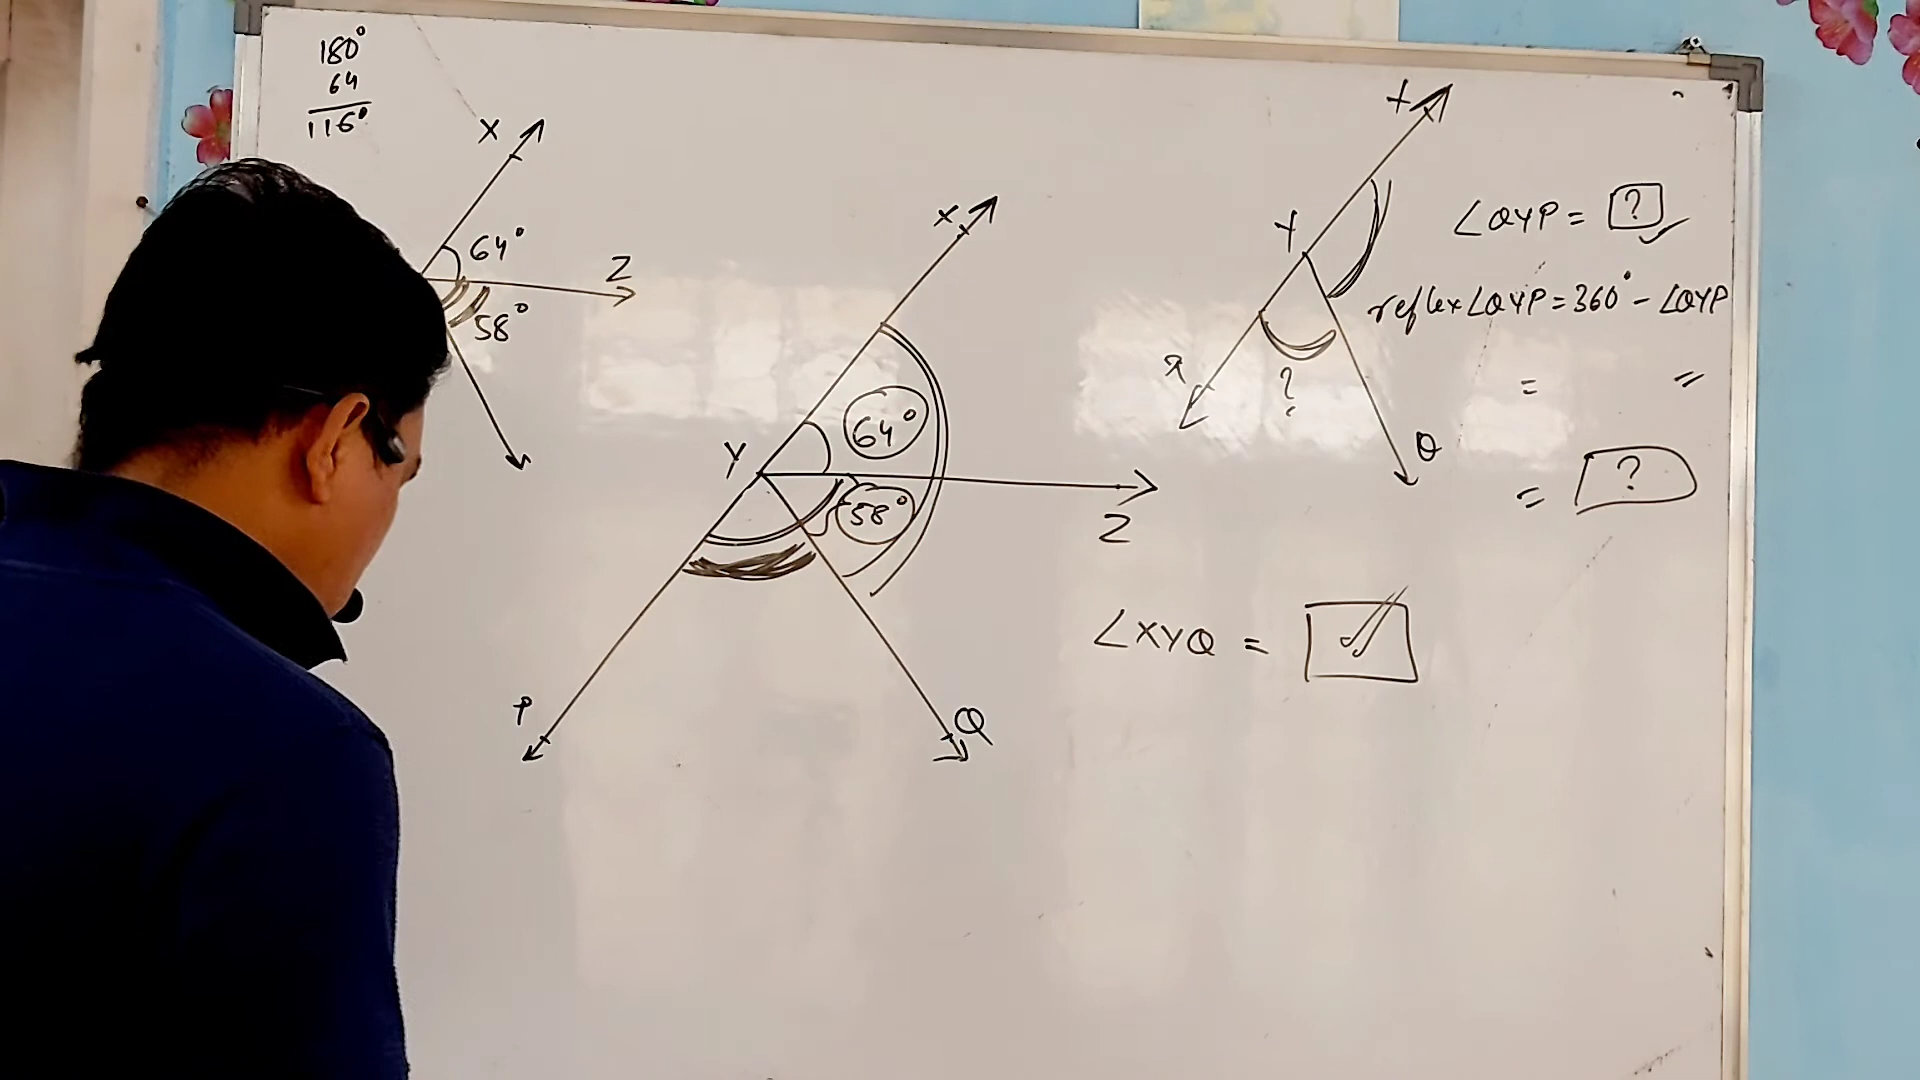 180°
64
116°
X
64°
Z
58°
X
Y
64°
58°
Z
P
Q
X
Y
?
Q
∠QYP = ?
reflex∠QYP = 360° - ∠QYP
= "
= ?
∠XYQ =